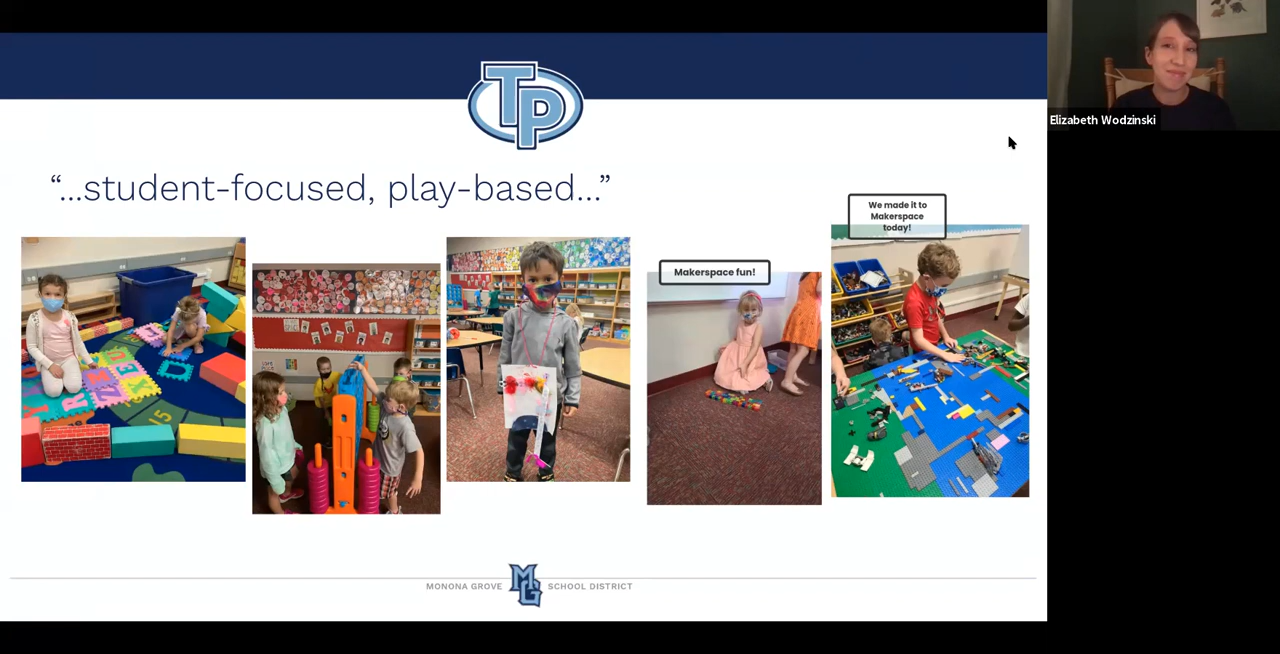 TP
Elizabeth Wodzinski
“...student-focused, play-based...”
We made it to
Makerspace
today!
Makerspace fun!
MONONA GROVE MG SCHOOL DISTRICT